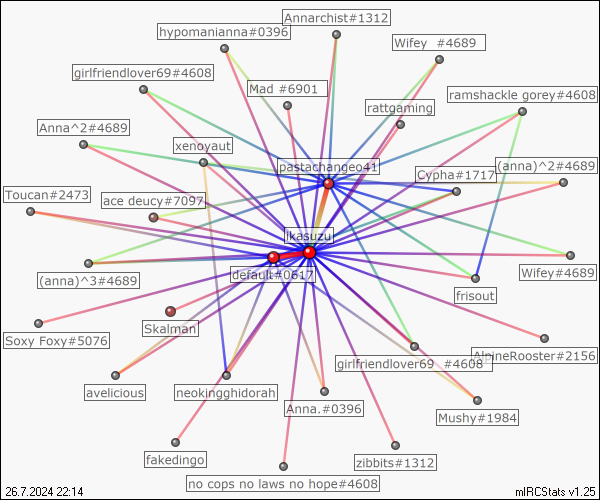 Annarchist#1312
hypomanianna#0396
Wifey  #4689
girlfriendlover69#4608
Mad #6901
ramshackle gorey#4608
rattgaming
Anna^2#4689
xenoyaut
pastachangeo41
(anna)^2#4689
Cypha#1717
Toucan#2473
ace deucy#7097
ikasuzu
default#0617
Wifey#4689
(anna)^3#4689
frisout
Skalman
Soxy Foxy#5076
AlpineRooster#2156
girlfriendlover69  #4608
avelicious
neokingghidorah
Anna.#0396
Mushy#1984
fakedingo
zibbits#1312
no cops no laws no hope#4608
26.7.2024 22:14
mIRCStats v1.25